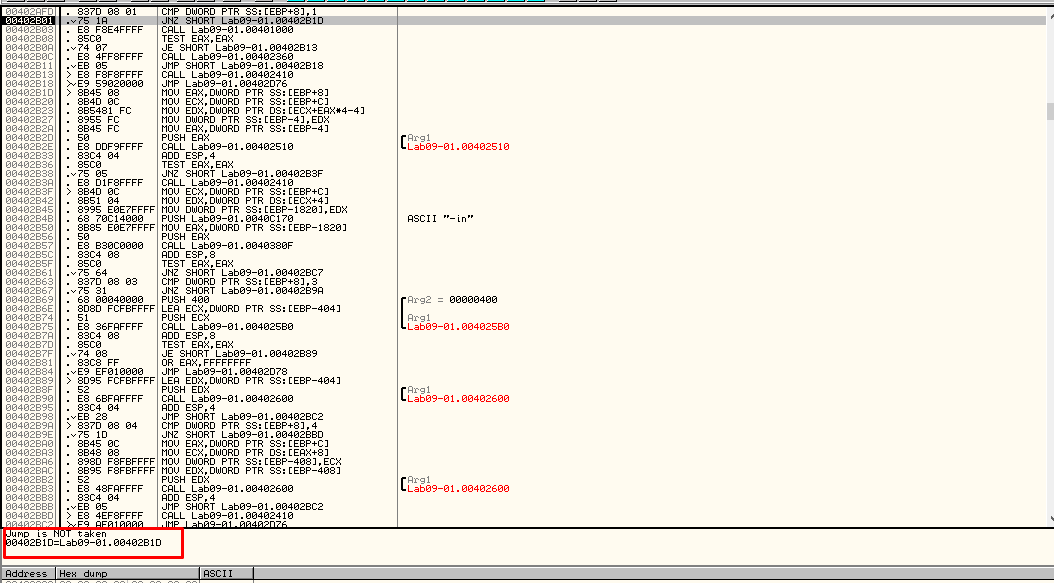 00402AFD . 837D 08 01 CMP DWORD PTR SS:[EBP+8],1
00402B01 .v75 1A JNZ SHORT Lab09-01.00402B1D
00402B03 . E8 F8E4FFFF CALL Lab09-01.00401000
00402B08 . 85C0 TEST EAX,EAX
00402B0A .v74 07 JE SHORT Lab09-01.00402B13
00402B0C . E8 4FF8FFFF CALL Lab09-01.00402360
00402B11 .vEB 05 JMP SHORT Lab09-01.00402B18
00402B13 > E8 F8F8FFFF CALL Lab09-01.00402410
00402B18 >vE9 59020000 JMP Lab09-01.00402D76
00402B1D > 8B45 08 MOV EAX,DWORD PTR SS:[EBP+8]
00402B20 . 8B4D 0C MOV ECX,DWORD PTR SS:[EBP+C]
00402B23 . 8B5481 FC MOV EDX,DWORD PTR DS:[ECX+EAX*4-4]
00402B27 . 8955 FC MOV DWORD PTR SS:[EBP-4],EDX
00402B2A . 8B45 FC MOV EAX,DWORD PTR SS:[EBP-4]
00402B2D . 50 PUSH EAX Arg1
00402B2E . E8 DDF9FFFF CALL Lab09-01.00402510 Lab09-01.00402510
00402B33 . 83C4 04 ADD ESP,4
00402B36 . 85C0 TEST EAX,EAX
00402B38 .v75 05 JNZ SHORT Lab09-01.00402B3F
00402B3A . E8 D1F8FFFF CALL Lab09-01.00402410
00402B3F > 8B4D 0C MOV ECX,DWORD PTR SS:[EBP+C]
00402B42 . 8B51 04 MOV EDX,DWORD PTR DS:[ECX+4]
00402B45 . 8995 E0E7FFFF MOV DWORD PTR SS:[EBP-1820],EDX
00402B4B . 68 70C14000 PUSH Lab09-01.0040C170 ASCII "-in"
00402B50 . 8B85 E0E7FFFF MOV EAX,DWORD PTR SS:[EBP-1820]
00402B56 . 50 PUSH EAX
00402B57 . E8 B30C0000 CALL Lab09-01.0040380F
00402B5C . 83C4 08 ADD ESP,8
00402B5F . 85C0 TEST EAX,EAX
00402B61 .v75 64 JNZ SHORT Lab09-01.00402BC7
00402B63 . 837D 08 03 CMP DWORD PTR SS:[EBP+8],3
00402B67 .v75 31 JNZ SHORT Lab09-01.00402B9A
00402B69 . 68 00040000 PUSH 400 Arg2 = 00000400
00402B6E . 8D8D FCFBFFFF LEA ECX,DWORD PTR SS:[EBP-404]
00402B74 . 51 PUSH ECX Arg1
00402B75 . E8 36FAFFFF CALL Lab09-01.004025B0 Lab09-01.004025B0
00402B7A . 83C4 08 ADD ESP,8
00402B7D . 85C0 TEST EAX,EAX
00402B7F .v74 08 JE SHORT Lab09-01.00402B89
00402B81 . 83C8 FF OR EAX,FFFFFFFF
00402B84 .vE9 EF010000 JMP Lab09-01.00402D78
00402B89 > 8D95 FCFBFFFF LEA EDX,DWORD PTR SS:[EBP-404]
00402B8F . 52 PUSH EDX Arg1
00402B90 . E8 6BFAFFFF CALL Lab09-01.00402600 Lab09-01.00402600
00402B95 . 83C4 04 ADD ESP,4
00402B98 .vEB 28 JMP SHORT Lab09-01.00402BC2
00402B9A > 837D 08 04 CMP DWORD PTR SS:[EBP+8],4
00402B9E .v75 1D JNZ SHORT Lab09-01.00402BBD
00402BA0 . 8B45 0C MOV EAX,DWORD PTR SS:[EBP+C]
00402BA3 . 8B48 08 MOV ECX,DWORD PTR DS:[EAX+8]
00402BA6 . 898D F8FBFFFF MOV DWORD PTR SS:[EBP-408],ECX
00402BAC . 8B95 F8FBFFFF MOV EDX,DWORD PTR SS:[EBP-408]
00402BB2 . 52 PUSH EDX Arg1
00402BB3 . E8 48FAFFFF CALL Lab09-01.00402600 Lab09-01.00402600
00402BB8 . 83C4 04 ADD ESP,4
00402BBB .vEB 05 JMP SHORT Lab09-01.00402BC2
00402BBD > E8 4EF8FFFF CALL Lab09-01.00402410
00402BC2 >vE9 AF010000 JMP Lab09-01.00402D76
Jump is NOT taken
00402B1D=Lab09-01.00402B1D
Address Hex dump ASCII